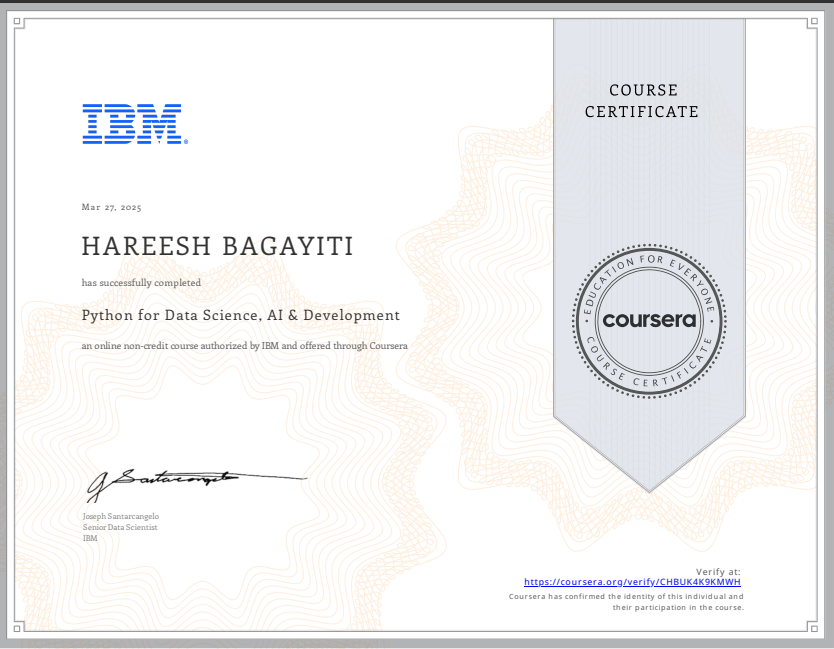 IBM®
COURSE
CERTIFICATE
Mar 27, 2025
HAREESH BAGAYITI
has successfully completed
Python for Data Science, AI & Development
an online non-credit course authorized by IBM and offered through Coursera
EDUCATION FOR EVERYONE
coursera
COURSE CERTIFICATE
J Santarcangelo
Joseph Santarcangelo
Senior Data Scientist
IBM
Verify at:
https://coursera.org/verify/CHBUK4K9KMWH
Coursera has confirmed the identity of this individual and
their participation in the course.